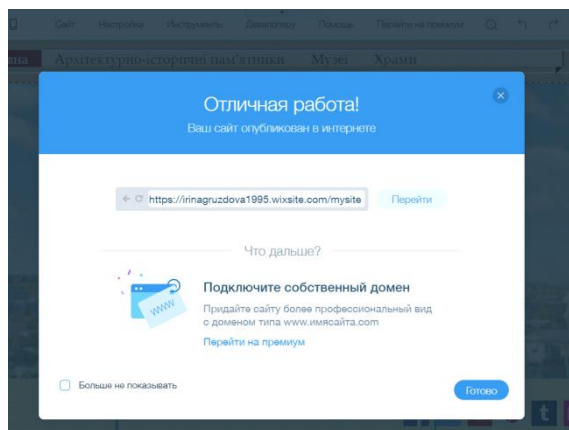 Сайт Настройки Инструменты Девелоперу Помощь Перейти на премиум
вна Архітектурно-історичні пам'ятники Музеї Храми
Отличная работа!
Ваш сайт опубликован в интернете
https://irinagruzdova1995.wixsite.com/mysite Перейти
Что дальше?
Подключите собственный домен
www
Придайте сайту более профессиональный вид
с доменом типа www.имясайта.com
Перейти на премиум
Больше не показывать
Готово
t